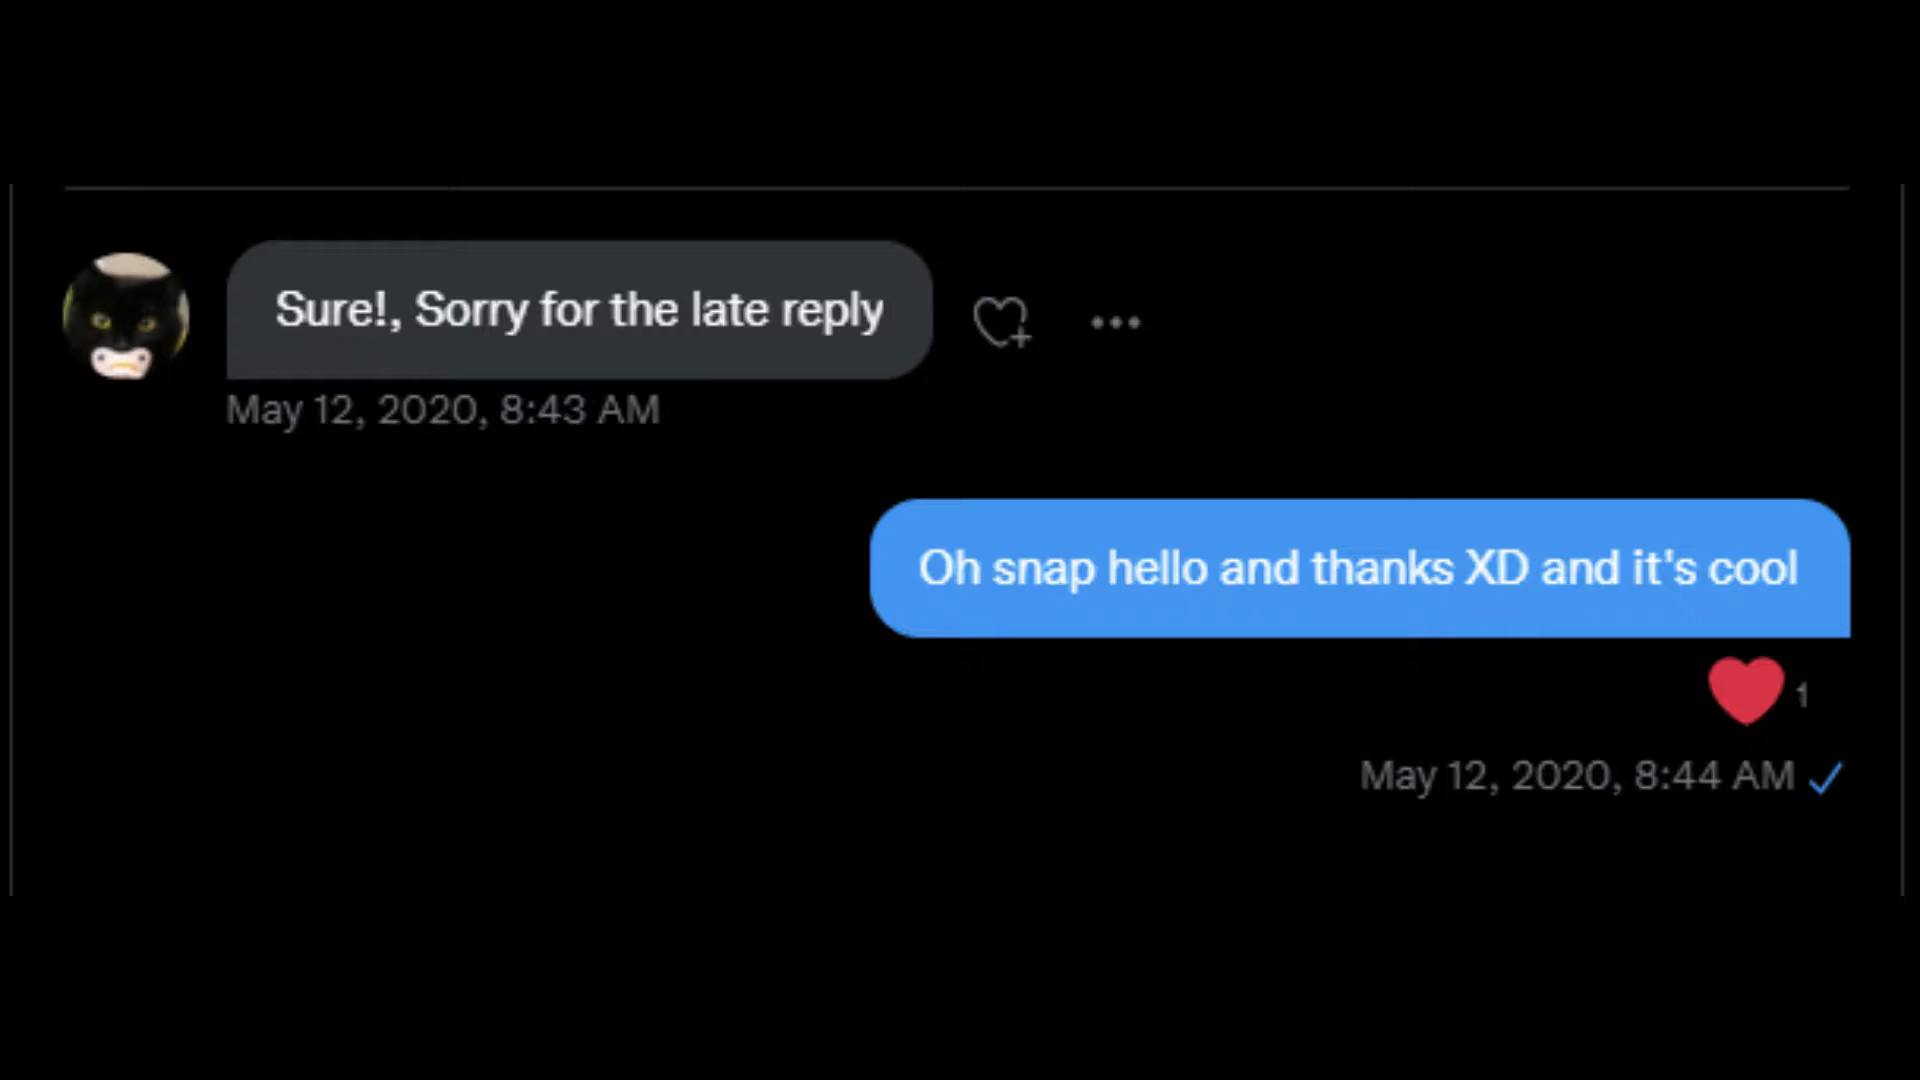 Sure!, Sorry for the late reply
May 12, 2020, 8:43 AM
Oh snap hello and thanks XD and it's cool
1
May 12, 2020, 8:44 AM